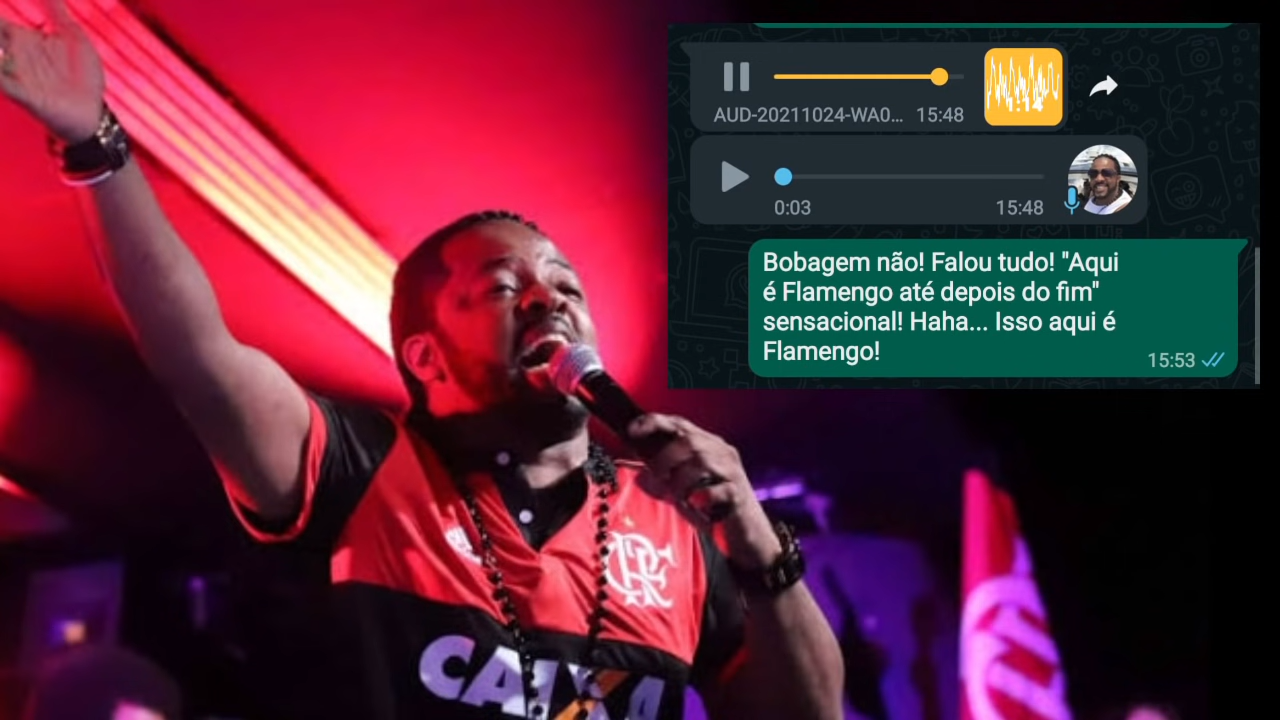 AUD-20211024-WA0... 15:48
0:03 15:48
Bobagem não! Falou tudo! "Aqui
é Flamengo até depois do fim"
sensacional! Haha... Isso aqui é
Flamengo!
15:53
CRF
CAIXA